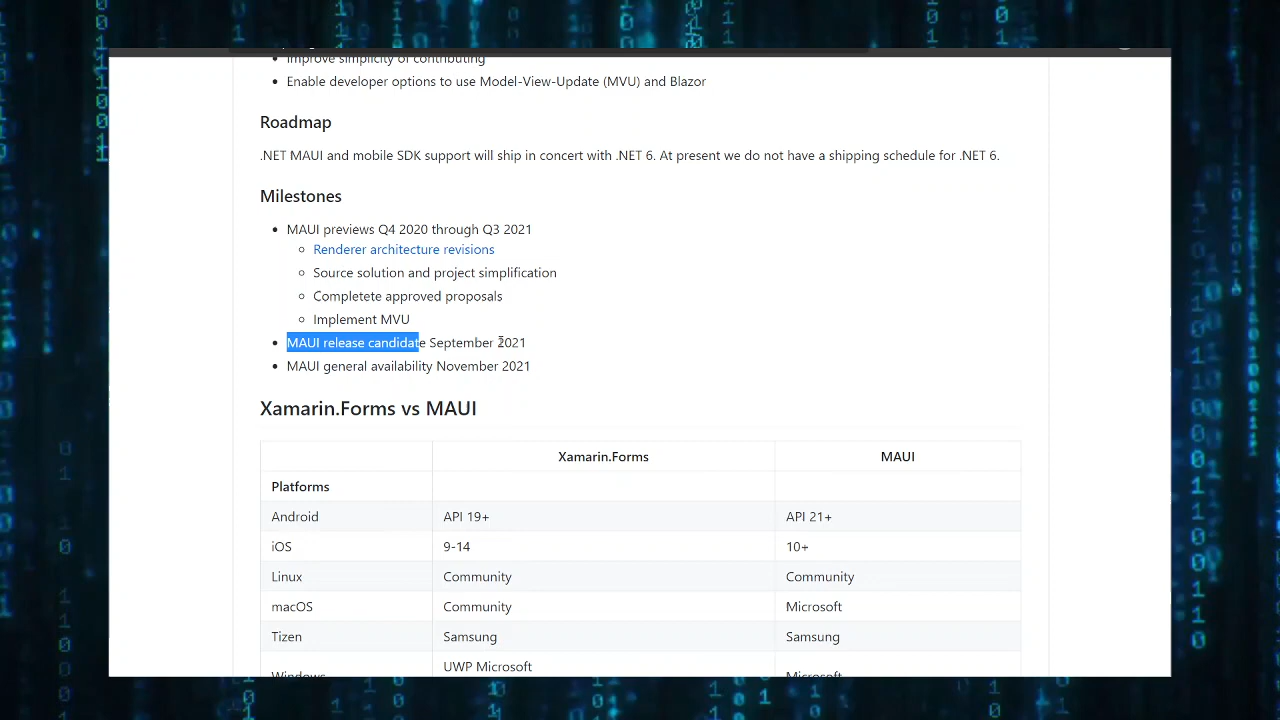 Improve simplicity of contributing
Enable developer options to use Model-View-Update (MVU) and Blazor
Roadmap
.NET MAUI and mobile SDK support will ship in concert with .NET 6. At present we do not have a shipping schedule for .NET 6.
Milestones
MAUI previews Q4 2020 through Q3 2021
Renderer architecture revisions
Source solution and project simplification
Completete approved proposals
Implement MVU
MAUI release candidate September 2021
MAUI general availability November 2021
Xamarin.Forms vs MAUI
Xamarin.Forms MAUI
Platforms
Android API 19+ API 21+
iOS 9-14 10+
Linux Community Community
macOS Community Microsoft
Tizen Samsung Samsung
UWP Microsoft
Windows Microsoft